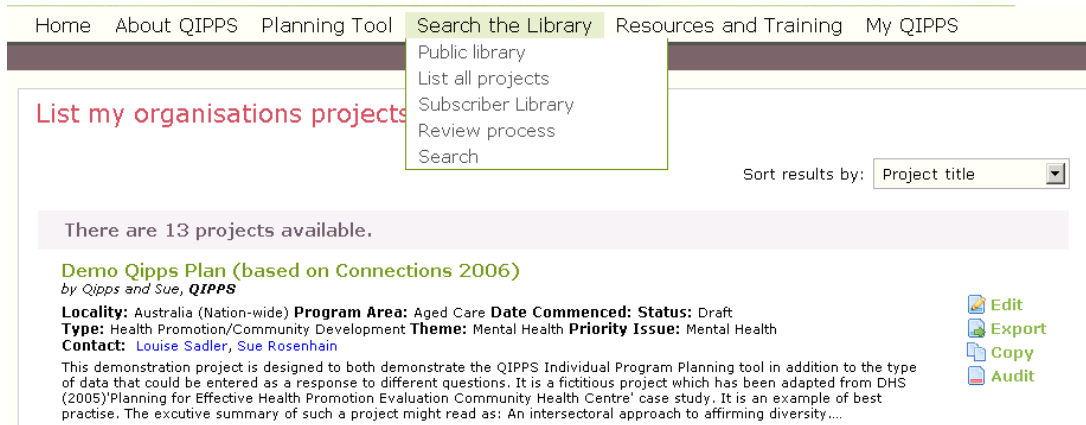 Home About QIPPS Planning Tool Search the Library Resources and Training My QIPPS
Public library
List all projects
Subscriber Library
Review process
Search
List my organisations projects
Sort results by: Project title
There are 13 projects available.
Demo Qipps Plan (based on Connections 2006)
by Qipps and Sue, QIPPS
Locality: Australia (Nation-wide) Program Area: Aged Care Date Commenced: Status: Draft
Type: Health Promotion/Community Development Theme: Mental Health Priority Issue: Mental Health
Contact: Louise Sadler, Sue Rosenhain
This demonstration project is designed to both demonstrate the QIPPS Individual Program Planning tool in addition to the type
of data that could be entered as a response to different questions. It is a fictitious project which has been adapted from DHS
(2005)'Planning for Effective Health Promotion Evaluation Community Health Centre' case study. It is an example of best
practise. The excutive summary of such a project might read as: An intersectoral approach to affirming diversity....
Edit
Export
Copy
Audit